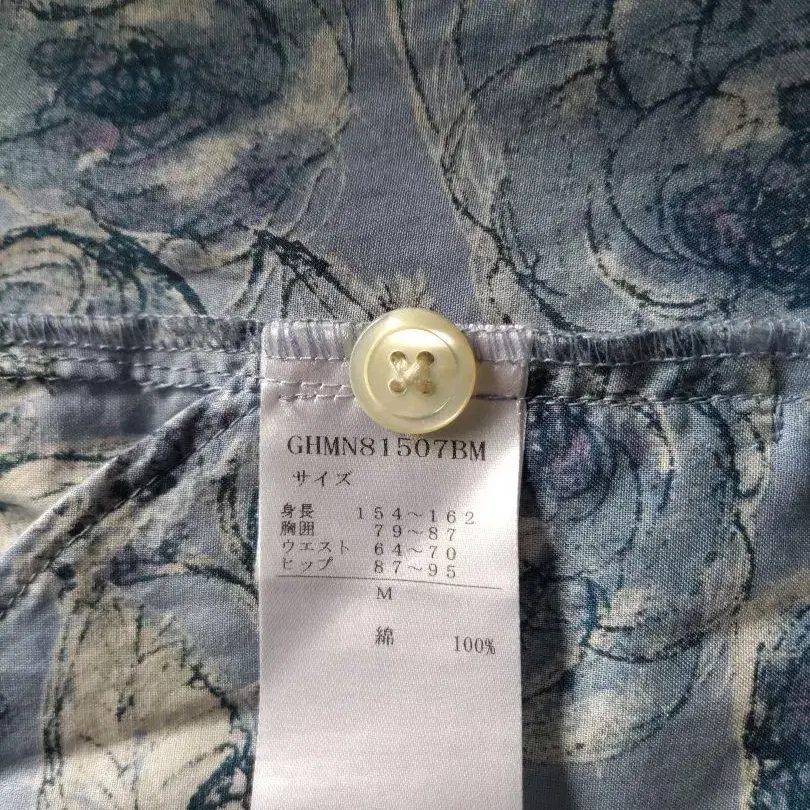 GHMN81507BM
サイズ
身長 154～162
胸囲 79～87
ウエスト 64～70
ヒップ 87～95
M
綿 100%